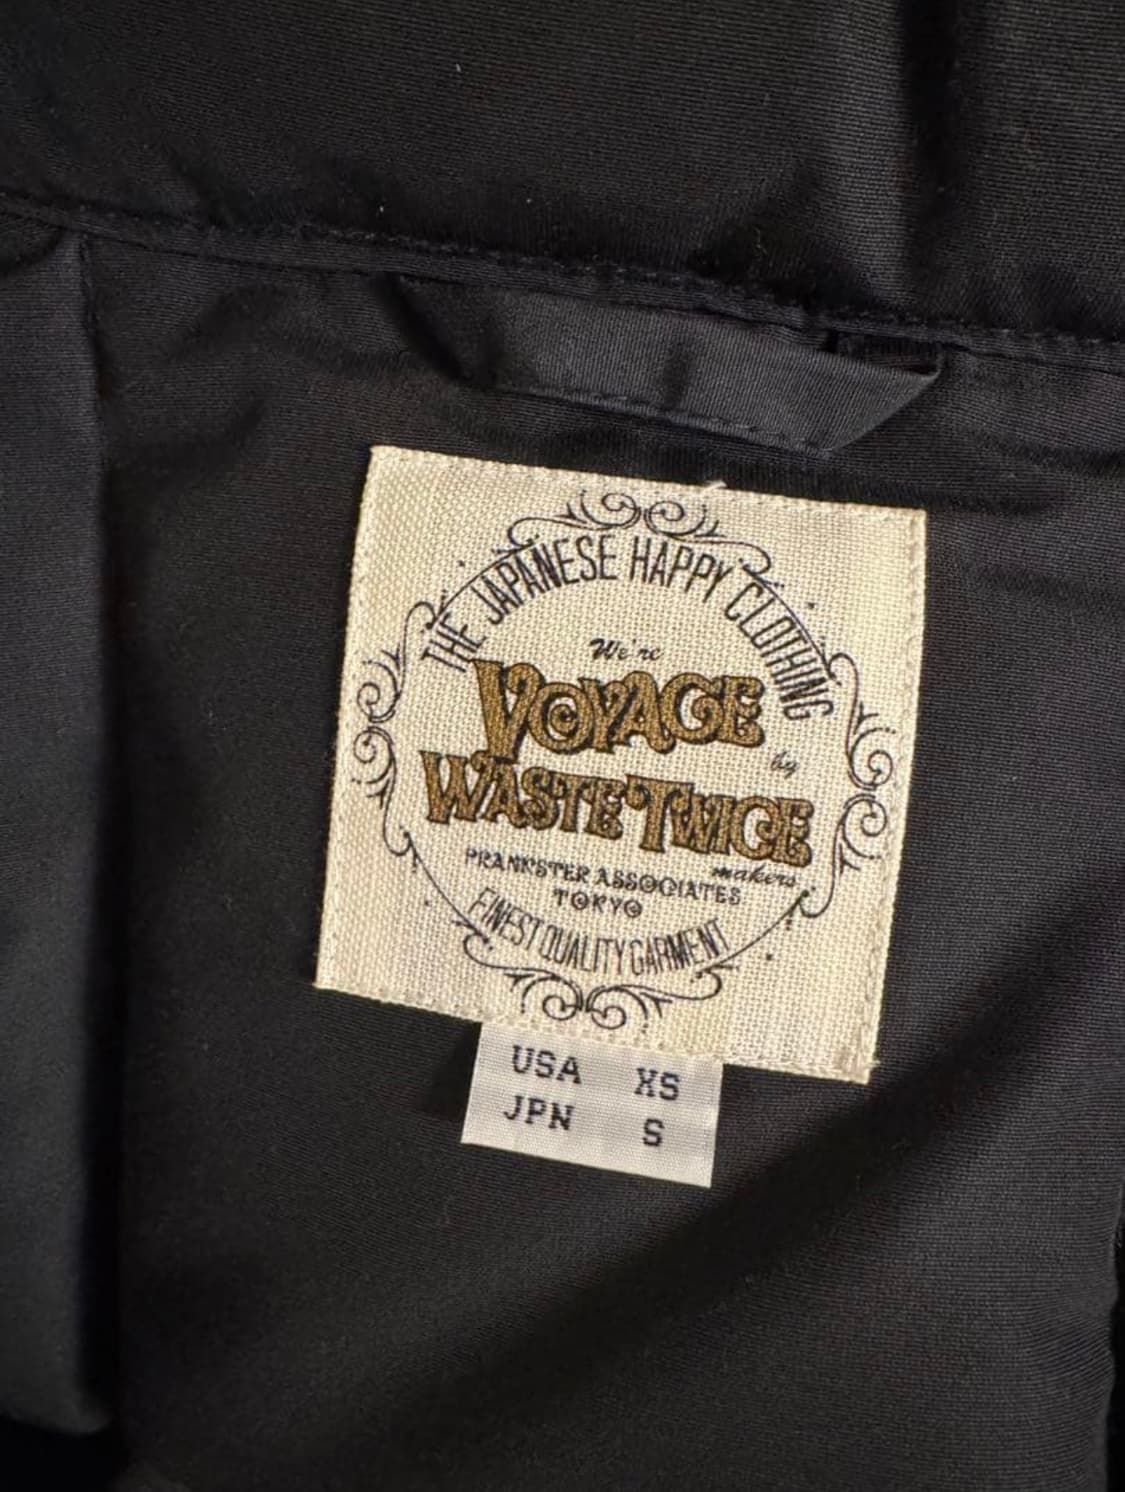 THE JAPANESE HAPPY CLOTHING
We're
VOYAGE
by
WASTE TWICE
makers
PRANKSTER ASSOCIATES
TOKYO
FINEST QUALITY GARMENT
USA XS
JPN S